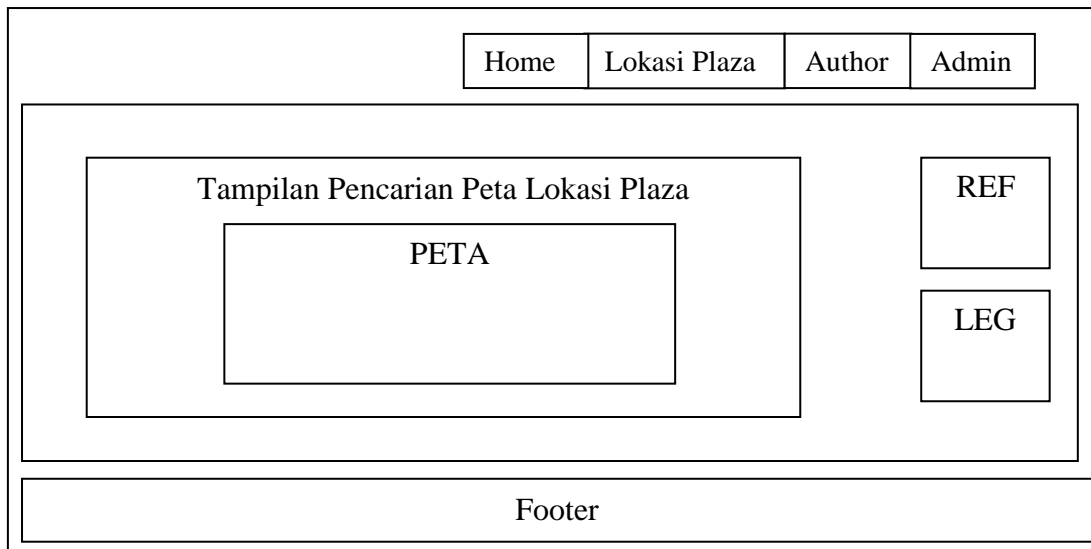 Home Lokasi Plaza Author Admin
Tampilan Pencarian Peta Lokasi Plaza
PETA
REF
LEG
Footer